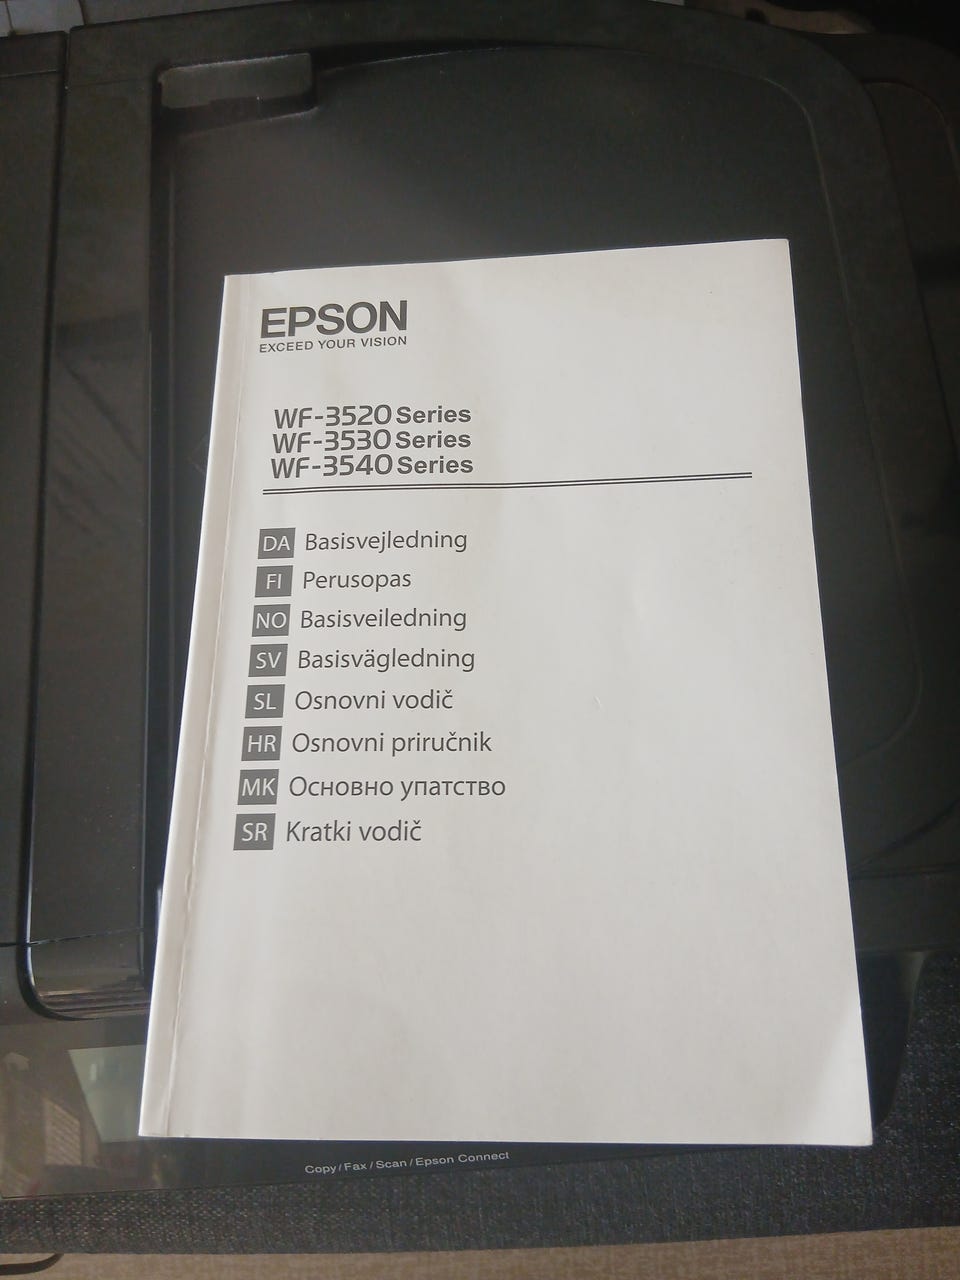 EPSON
EXCEED YOUR VISION
WF-3520 Series
WF-3530 Series
WF-3540 Series
DA Basisvejledning
FI Perusopas
NO Basisveiledning
SV Basisvägledning
SL Osnovni vodič
HR Osnovni priručnik
MK Основно упатство
SR Kratki vodič
Copy / Fax / Scan / Epson Connect